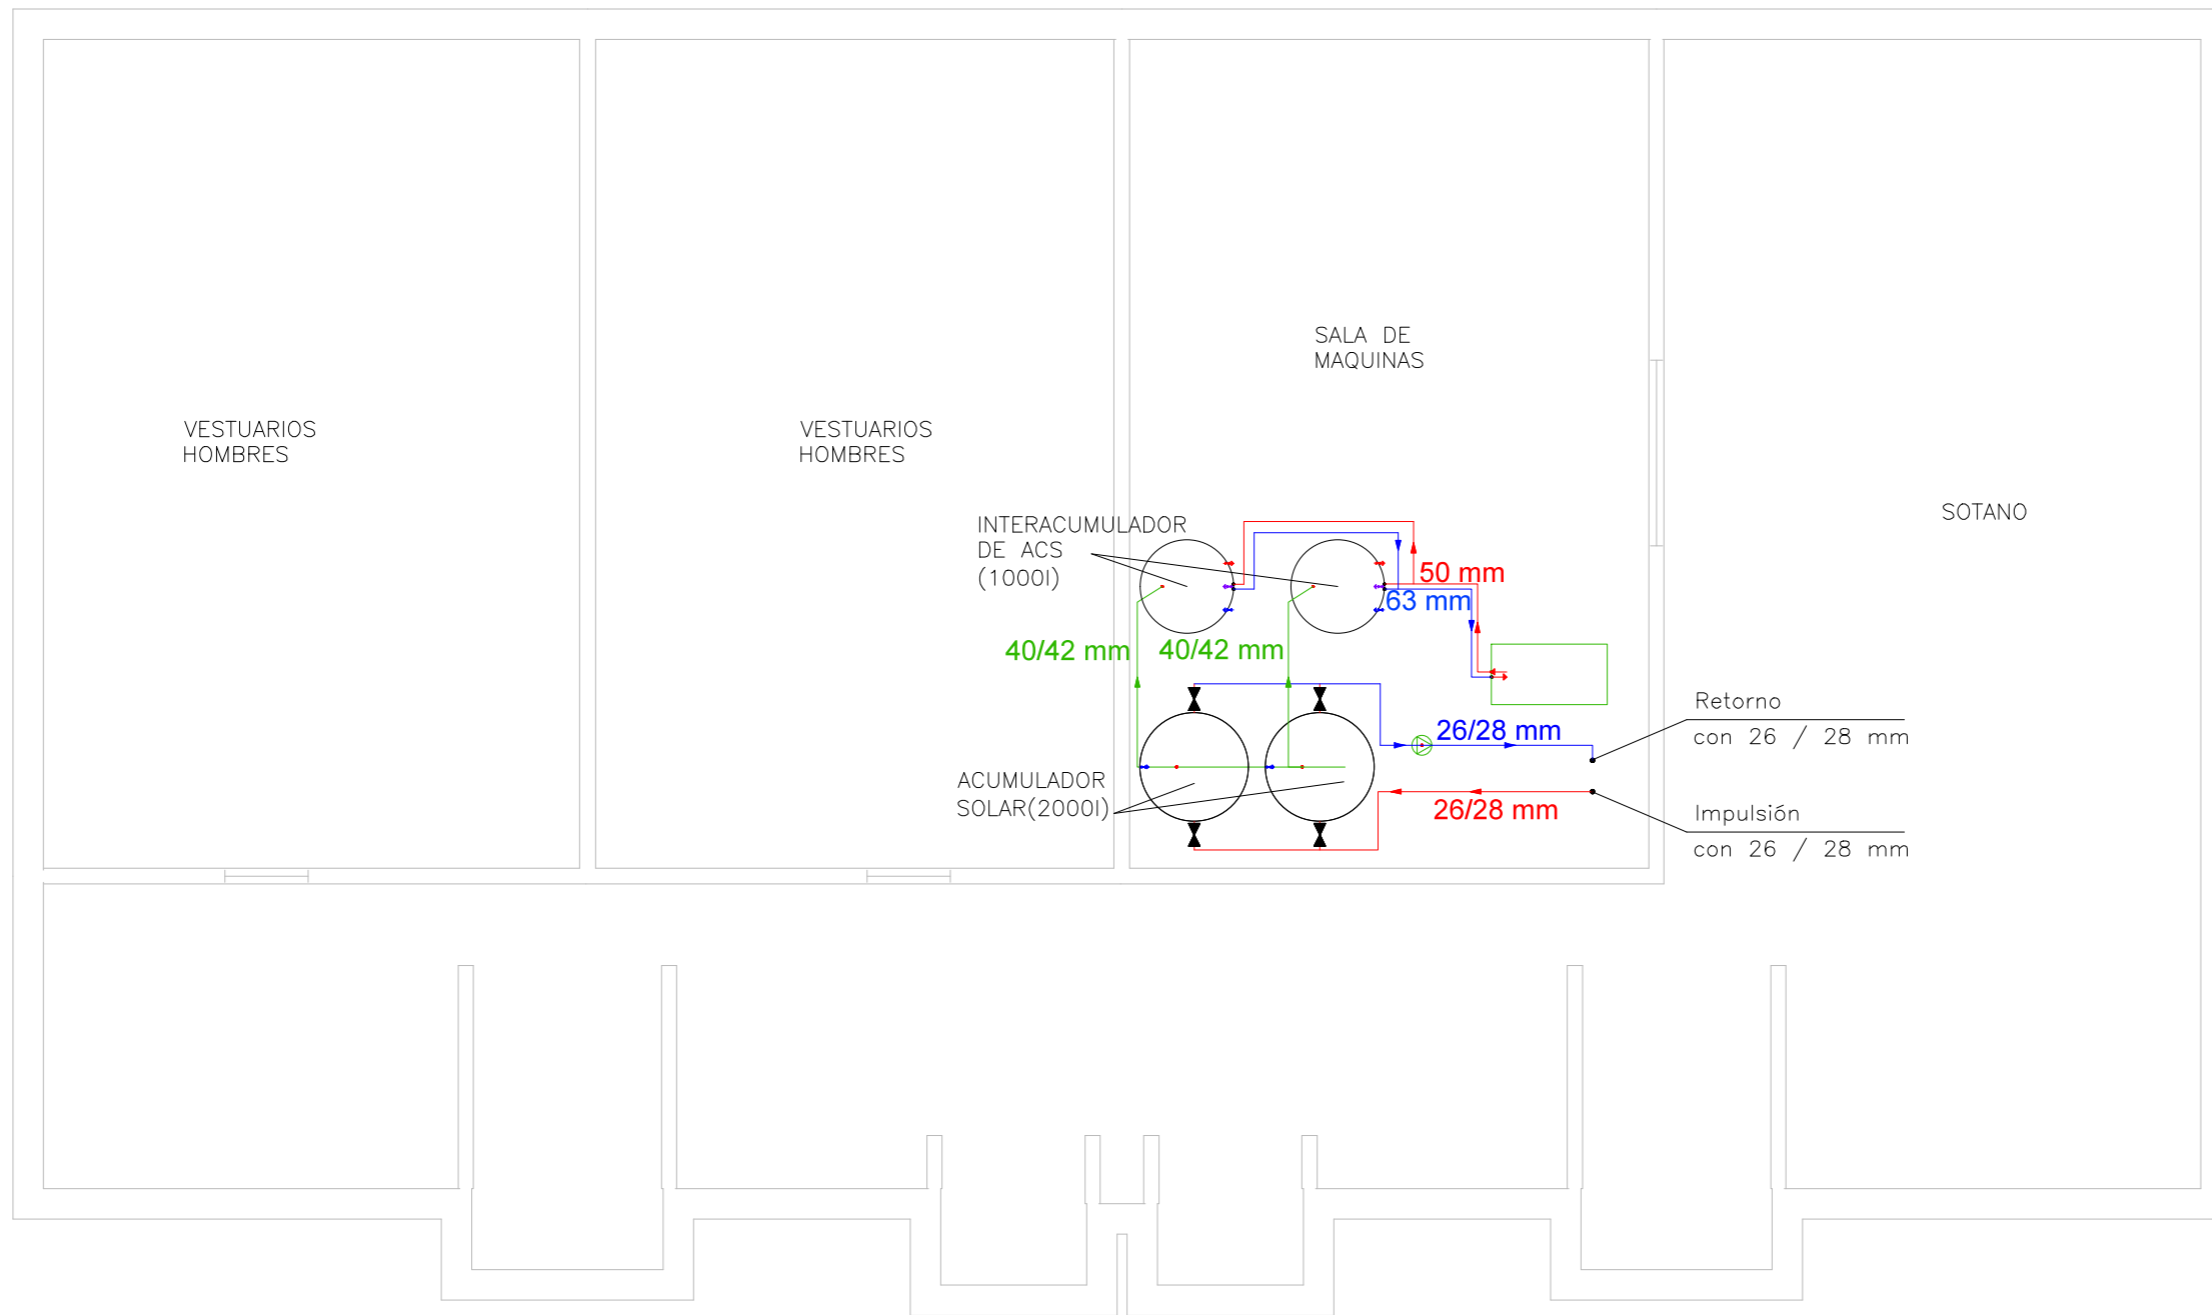 SALA DE
MAQUINAS
VESTUARIOS
HOMBRES
VESTUARIOS
HOMBRES
SOTANO
INTERACUMULADOR
DE ACS
(1000l)
50 mm
63 mm
40/42 mm
40/42 mm
Retorno
con 26 / 28 mm
26/28 mm
ACUMULADOR
SOLAR(2000l)
26/28 mm
Impulsión
con 26 / 28 mm